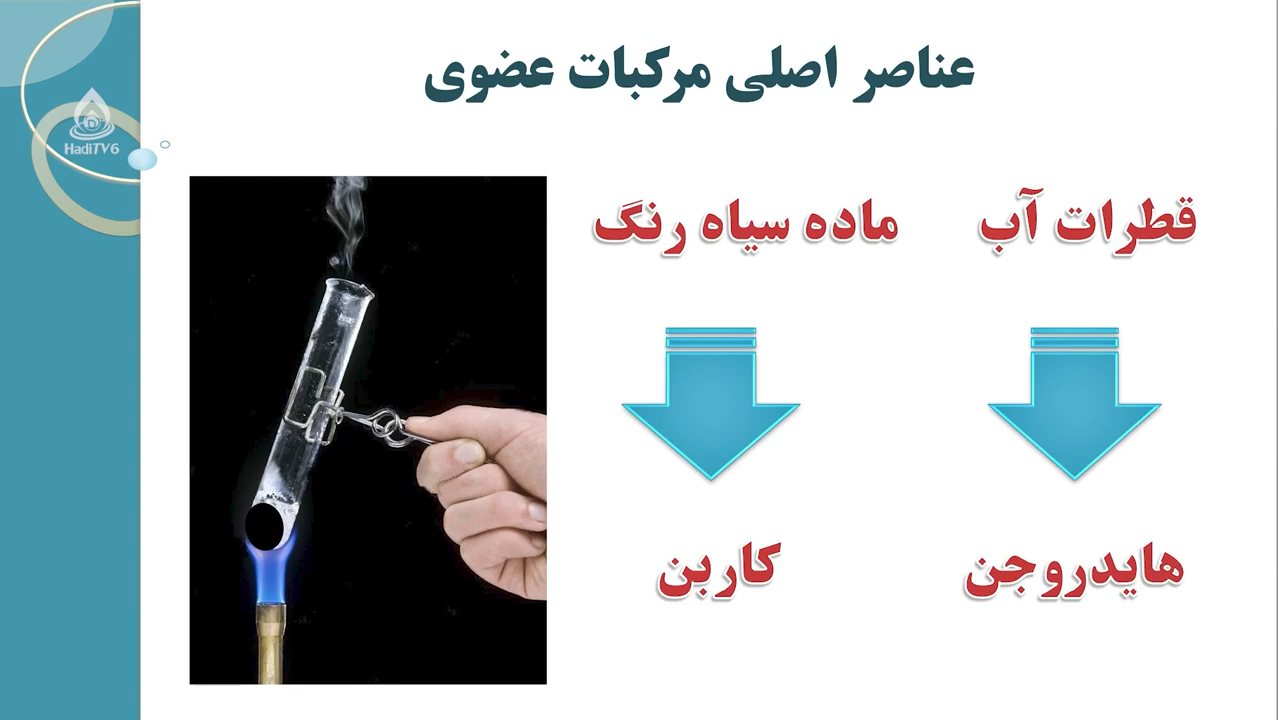 عناصر اصلی مرکبات عضوی
HadiTV6
قطرات آب
ماده سیاه رنگ
هایدروجن
کاربن